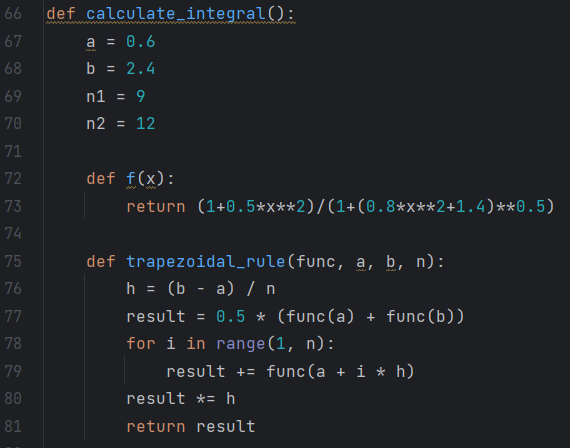 66 def calculate_integral():
67     a = 0.6
68     b = 2.4
69     n1 = 9
70     n2 = 12
71
72     def f(x):
73         return (1+0.5*x**2)/(1+(0.8*x**2+1.4)**0.5)
74
75     def trapezoidal_rule(func, a, b, n):
76         h = (b - a) / n
77         result = 0.5 * (func(a) + func(b))
78         for i in range(1, n):
79             result += func(a + i * h)
80         result *= h
81         return result